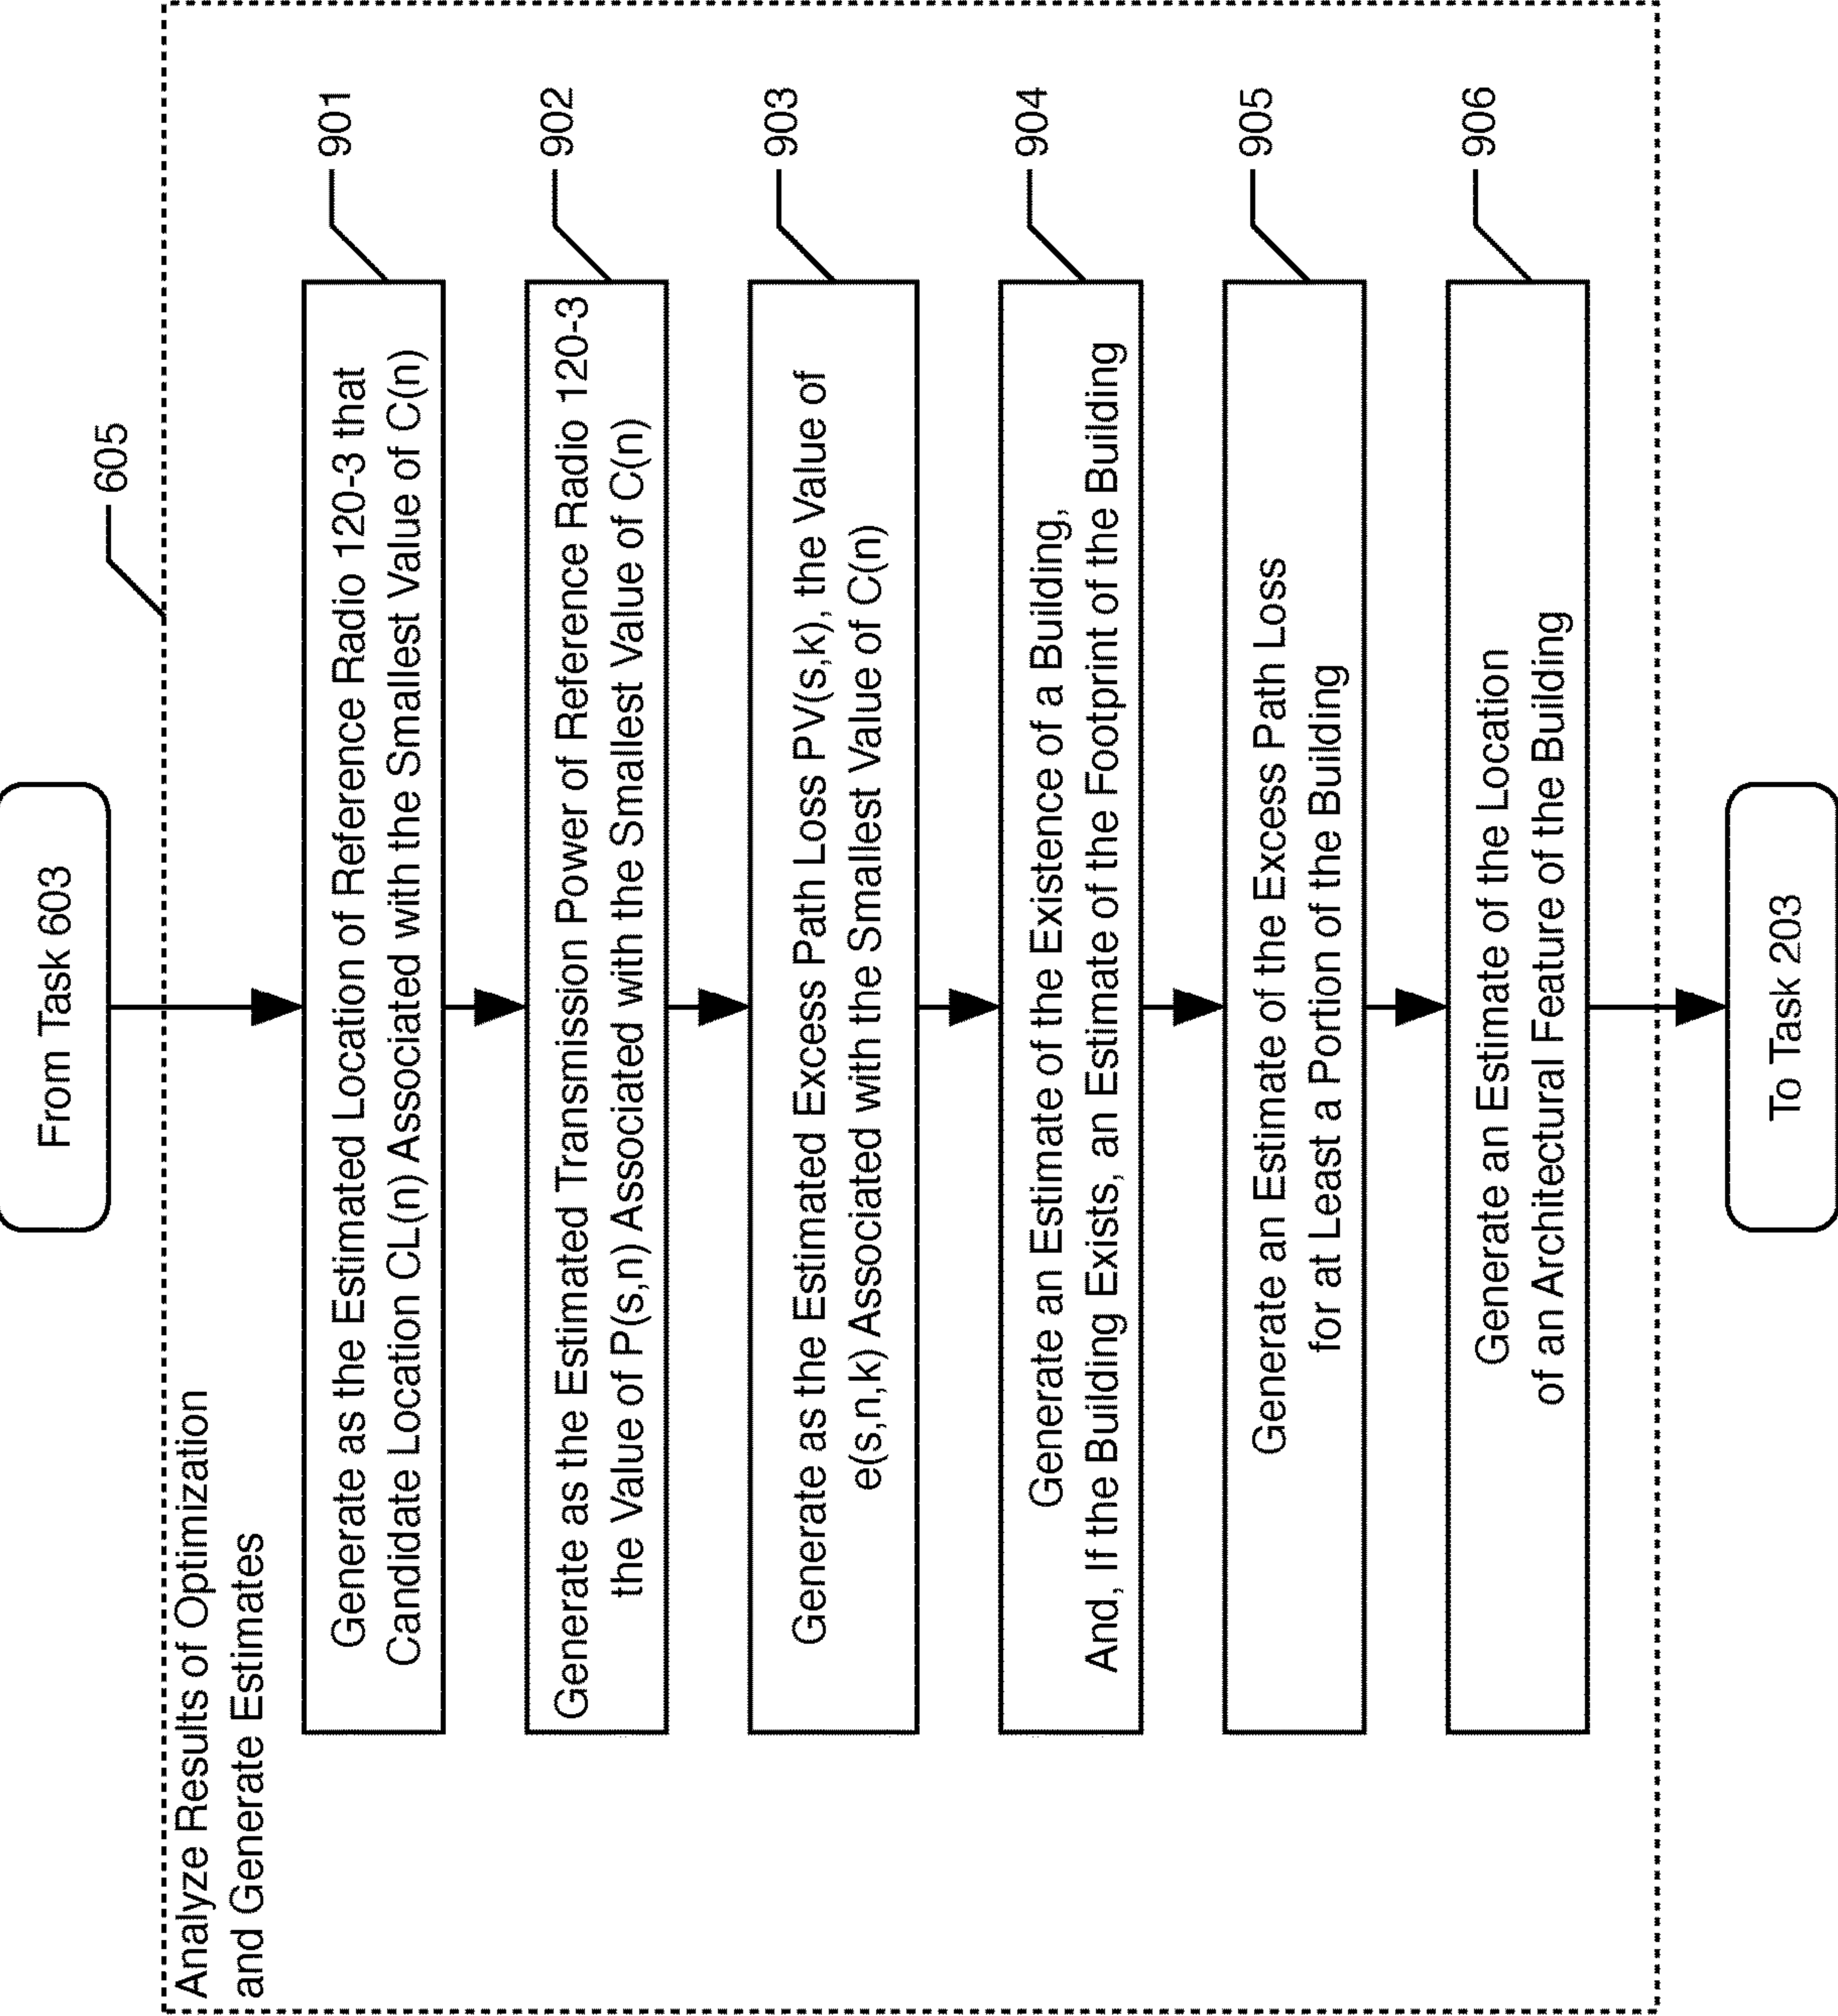 From Task 603
605
Analyze Results of Optimization
and Generate Estimates
901
Generate as the Estimated Location of Reference Radio 120-3 that
Candidate Location CL(n) Associated with the Smallest Value of C(n)
902
Generate as the Estimated Transmission Power of Reference Radio 120-3
the Value of P(s,n) Associated with the Smallest Value of C(n)
903
Generate as the Estimated Excess Path Loss PV(s,k), the Value of
e(s,n,k) Associated with the Smallest Value of C(n)
904
Generate an Estimate of the Existence of a Building,
And, If the Building Exists, an Estimate of the Footprint of the Building
905
Generate an Estimate of the Excess Path Loss
for at Least a Portion of the Building
906
Generate an Estimate of the Location
of an Architectural Feature of the Building
To Task 203